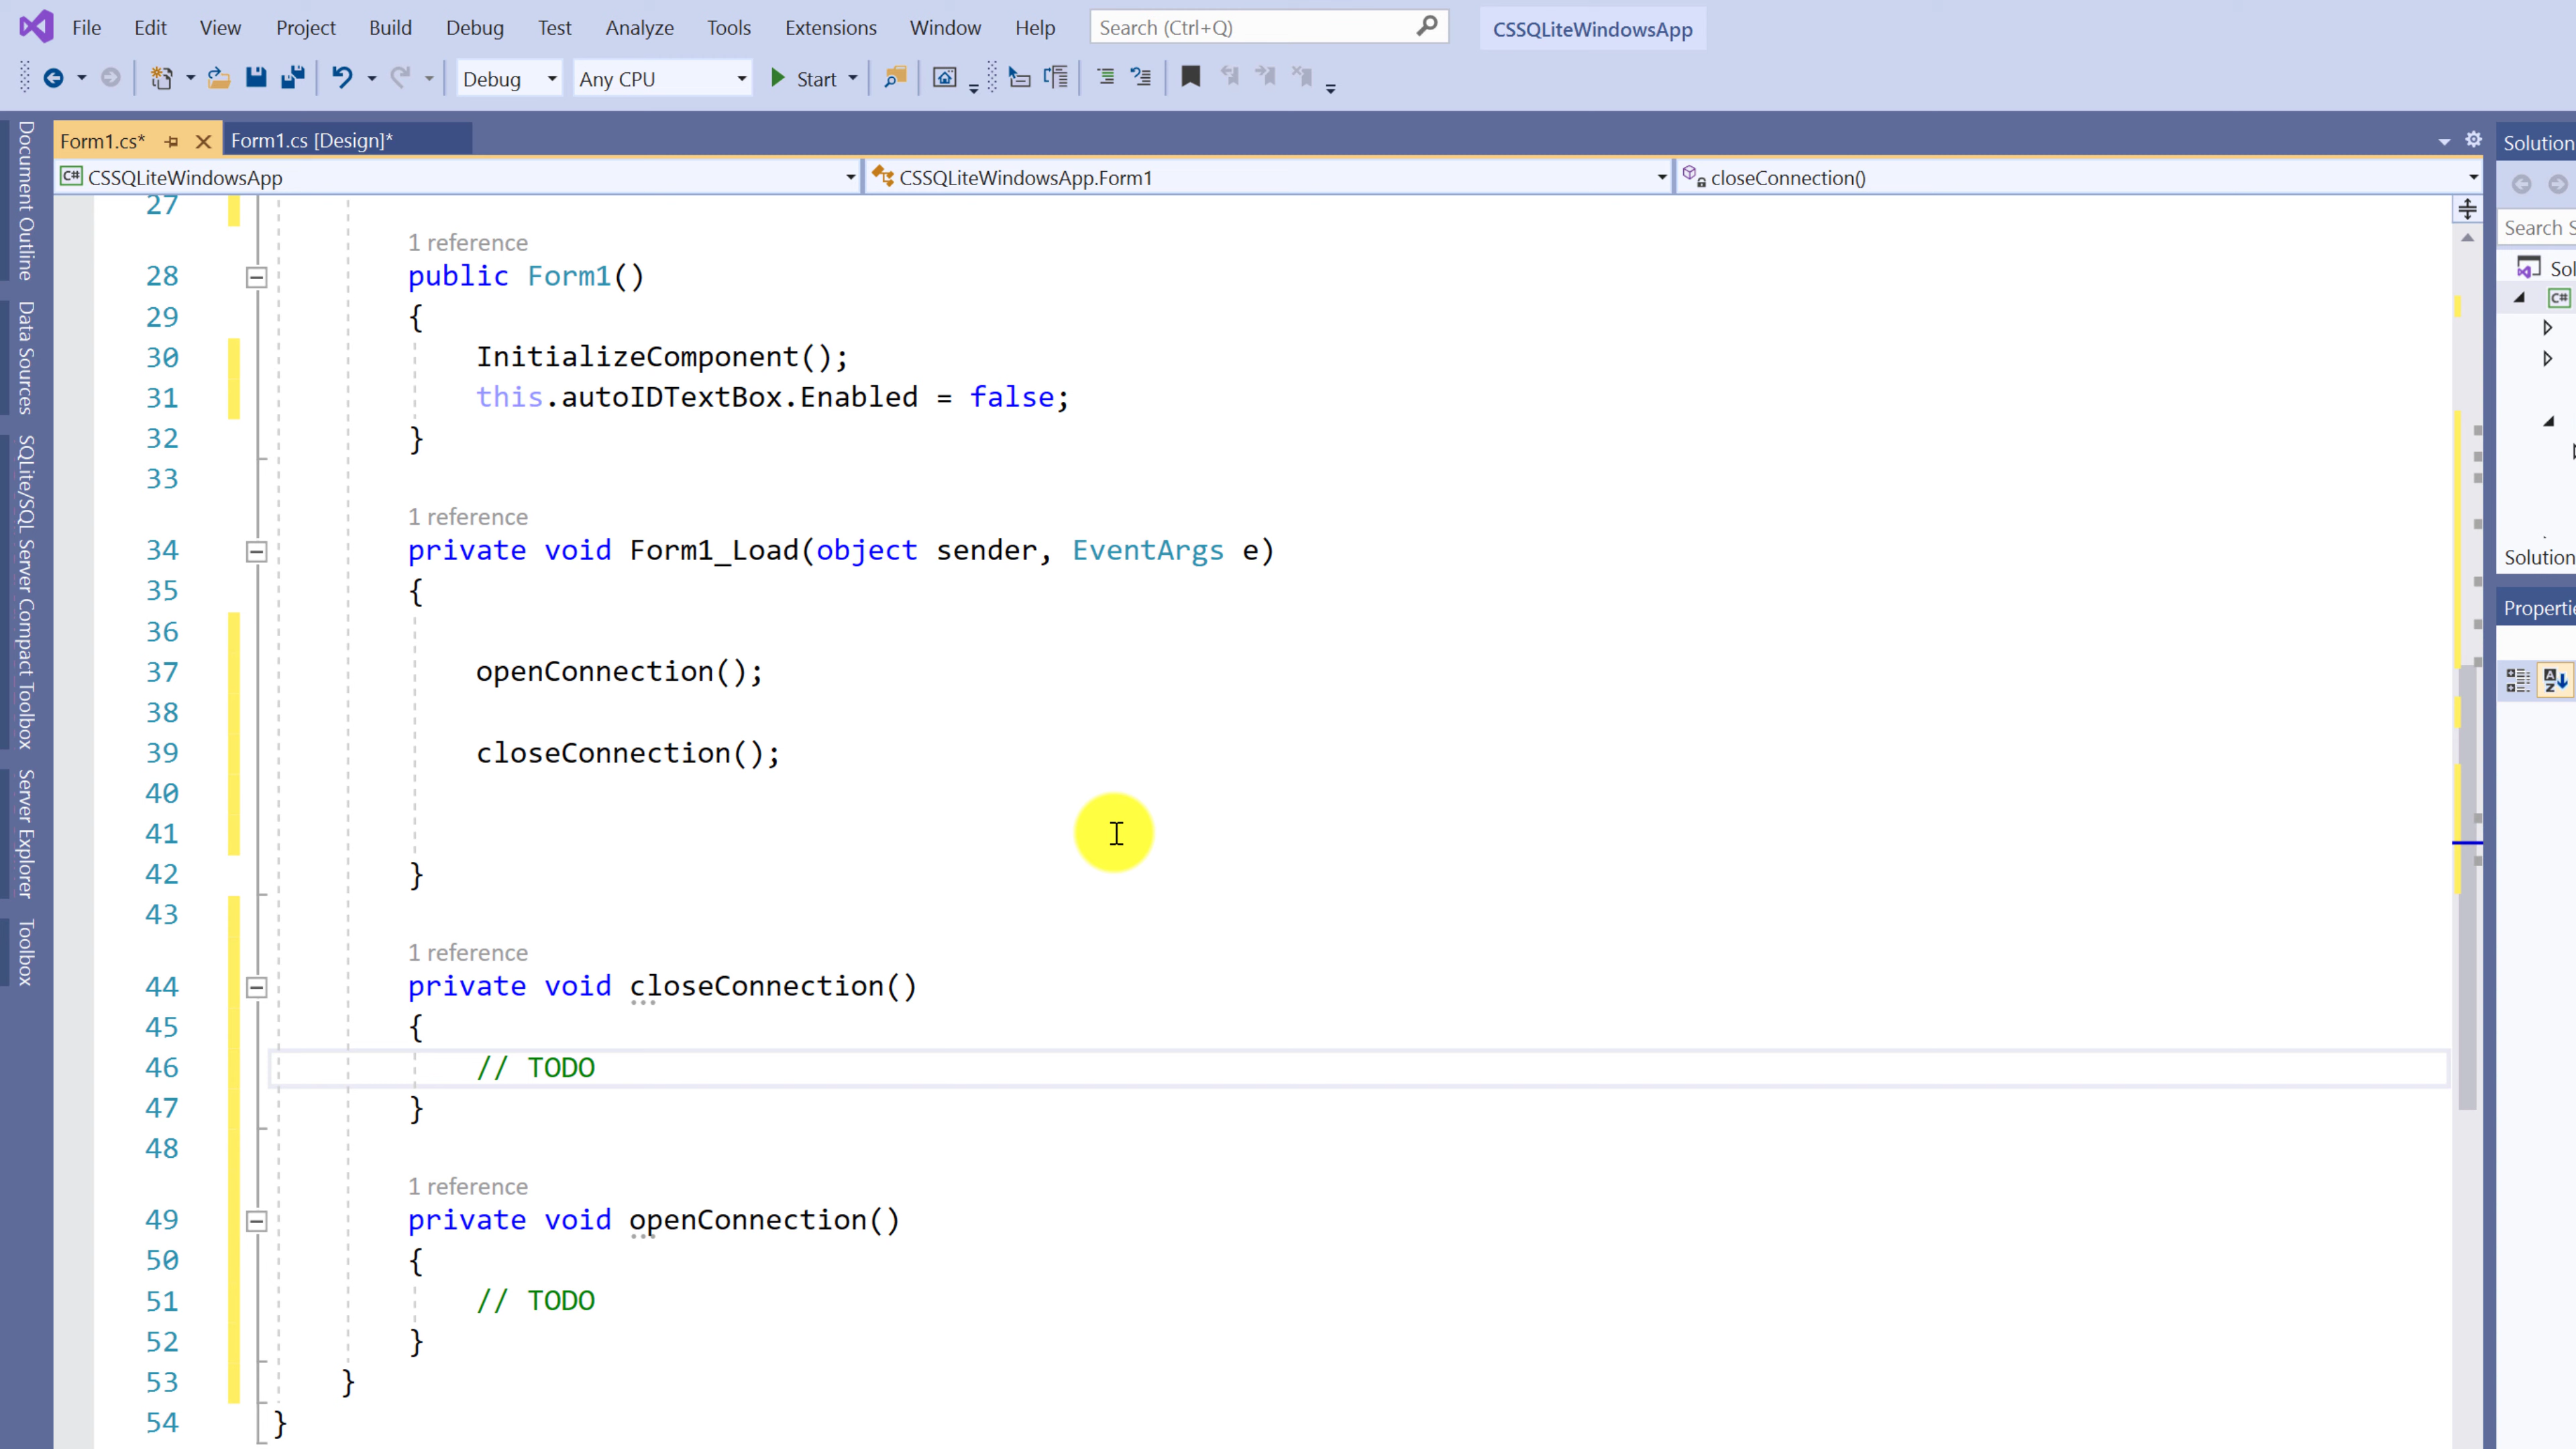 File Edit View Project Build Debug Test Analyze Tools Extensions Window Help Search (Ctrl+Q) CSSQLiteWindowsApp
Debug Any CPU Start
Form1.cs* Form1.cs [Design]*
CSSQLiteWindowsApp CSSQLiteWindowsApp.Form1 closeConnection()
Document Outline
Data Sources
SQLite/SQL Server Compact Toolbox
Server Explorer
Toolbox
27
1 reference
28 public Form1()
29 {
30 InitializeComponent();
31 this.autoIDTextBox.Enabled = false;
32 }
33
1 reference
34 private void Form1_Load(object sender, EventArgs e)
35 {
36
37 openConnection();
38
39 closeConnection();
40
41
42 }
43
1 reference
44 private void closeConnection()
45 {
46 // TODO
47 }
48
1 reference
49 private void openConnection()
50 {
51 // TODO
52 }
53 }
54 }
Solution
Search S
Sol
C#
Solution
Properti